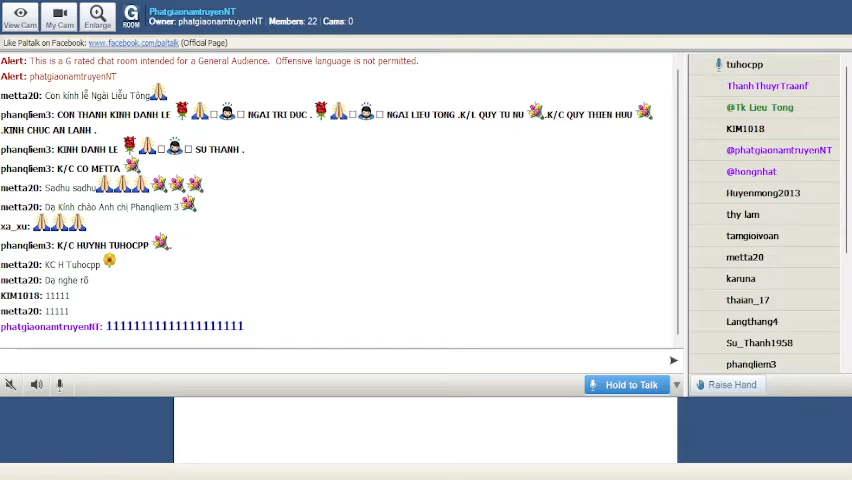 View Cam
My Cam
Enlarge
G
ROOM
PhatgiaonamtruyenNT
Owner: phatgiaonamtruyenNT | Members: 22 | Cams: 0
Like Paltalk on Facebook: www.facebook.com/paltalk (Official Page)
Alert: This is a G rated chat room intended for a General Audience. Offensive language is not permitted.
Alert: phatgiaonamtruyenNT
metta20: Con kính lễ Ngài Liễu Tông
phanqliem3: CON THANH KINH DANH LE NGAI TRI DUC . NGAI LIEU TONG .K/L QUY TU NU .K/C QUY THIEN HUU
.KINH CHUC AN LANH .
phanqliem3: KINH DANH LE SU THANH .
phanqliem3: K/C CO METTA
metta20: Sadhu sadhu
metta20: Dạ Kính chào Anh chị Phanqliem 3
xa_xu:
phanqliem3: K/C HUYNH TUHOCPP .
metta20: KC H Tuhocpp
metta20: Dạ nghe rõ
KIM1018: 11111
metta20: 11111
phatgiaonamtruyenNT: 11111111111111111111
Hold to Talk
tuhocpp
ThanhThuyrTraanf
@Tk Lieu Tong
KIM1018
@phatgiaonamtruyenNT
@hongnhat
Huyenmong2013
thy lam
tamgioivoan
metta20
karuna
thaian_17
Langthang4
Su_Thanh1958
phanqliem3
Raise Hand